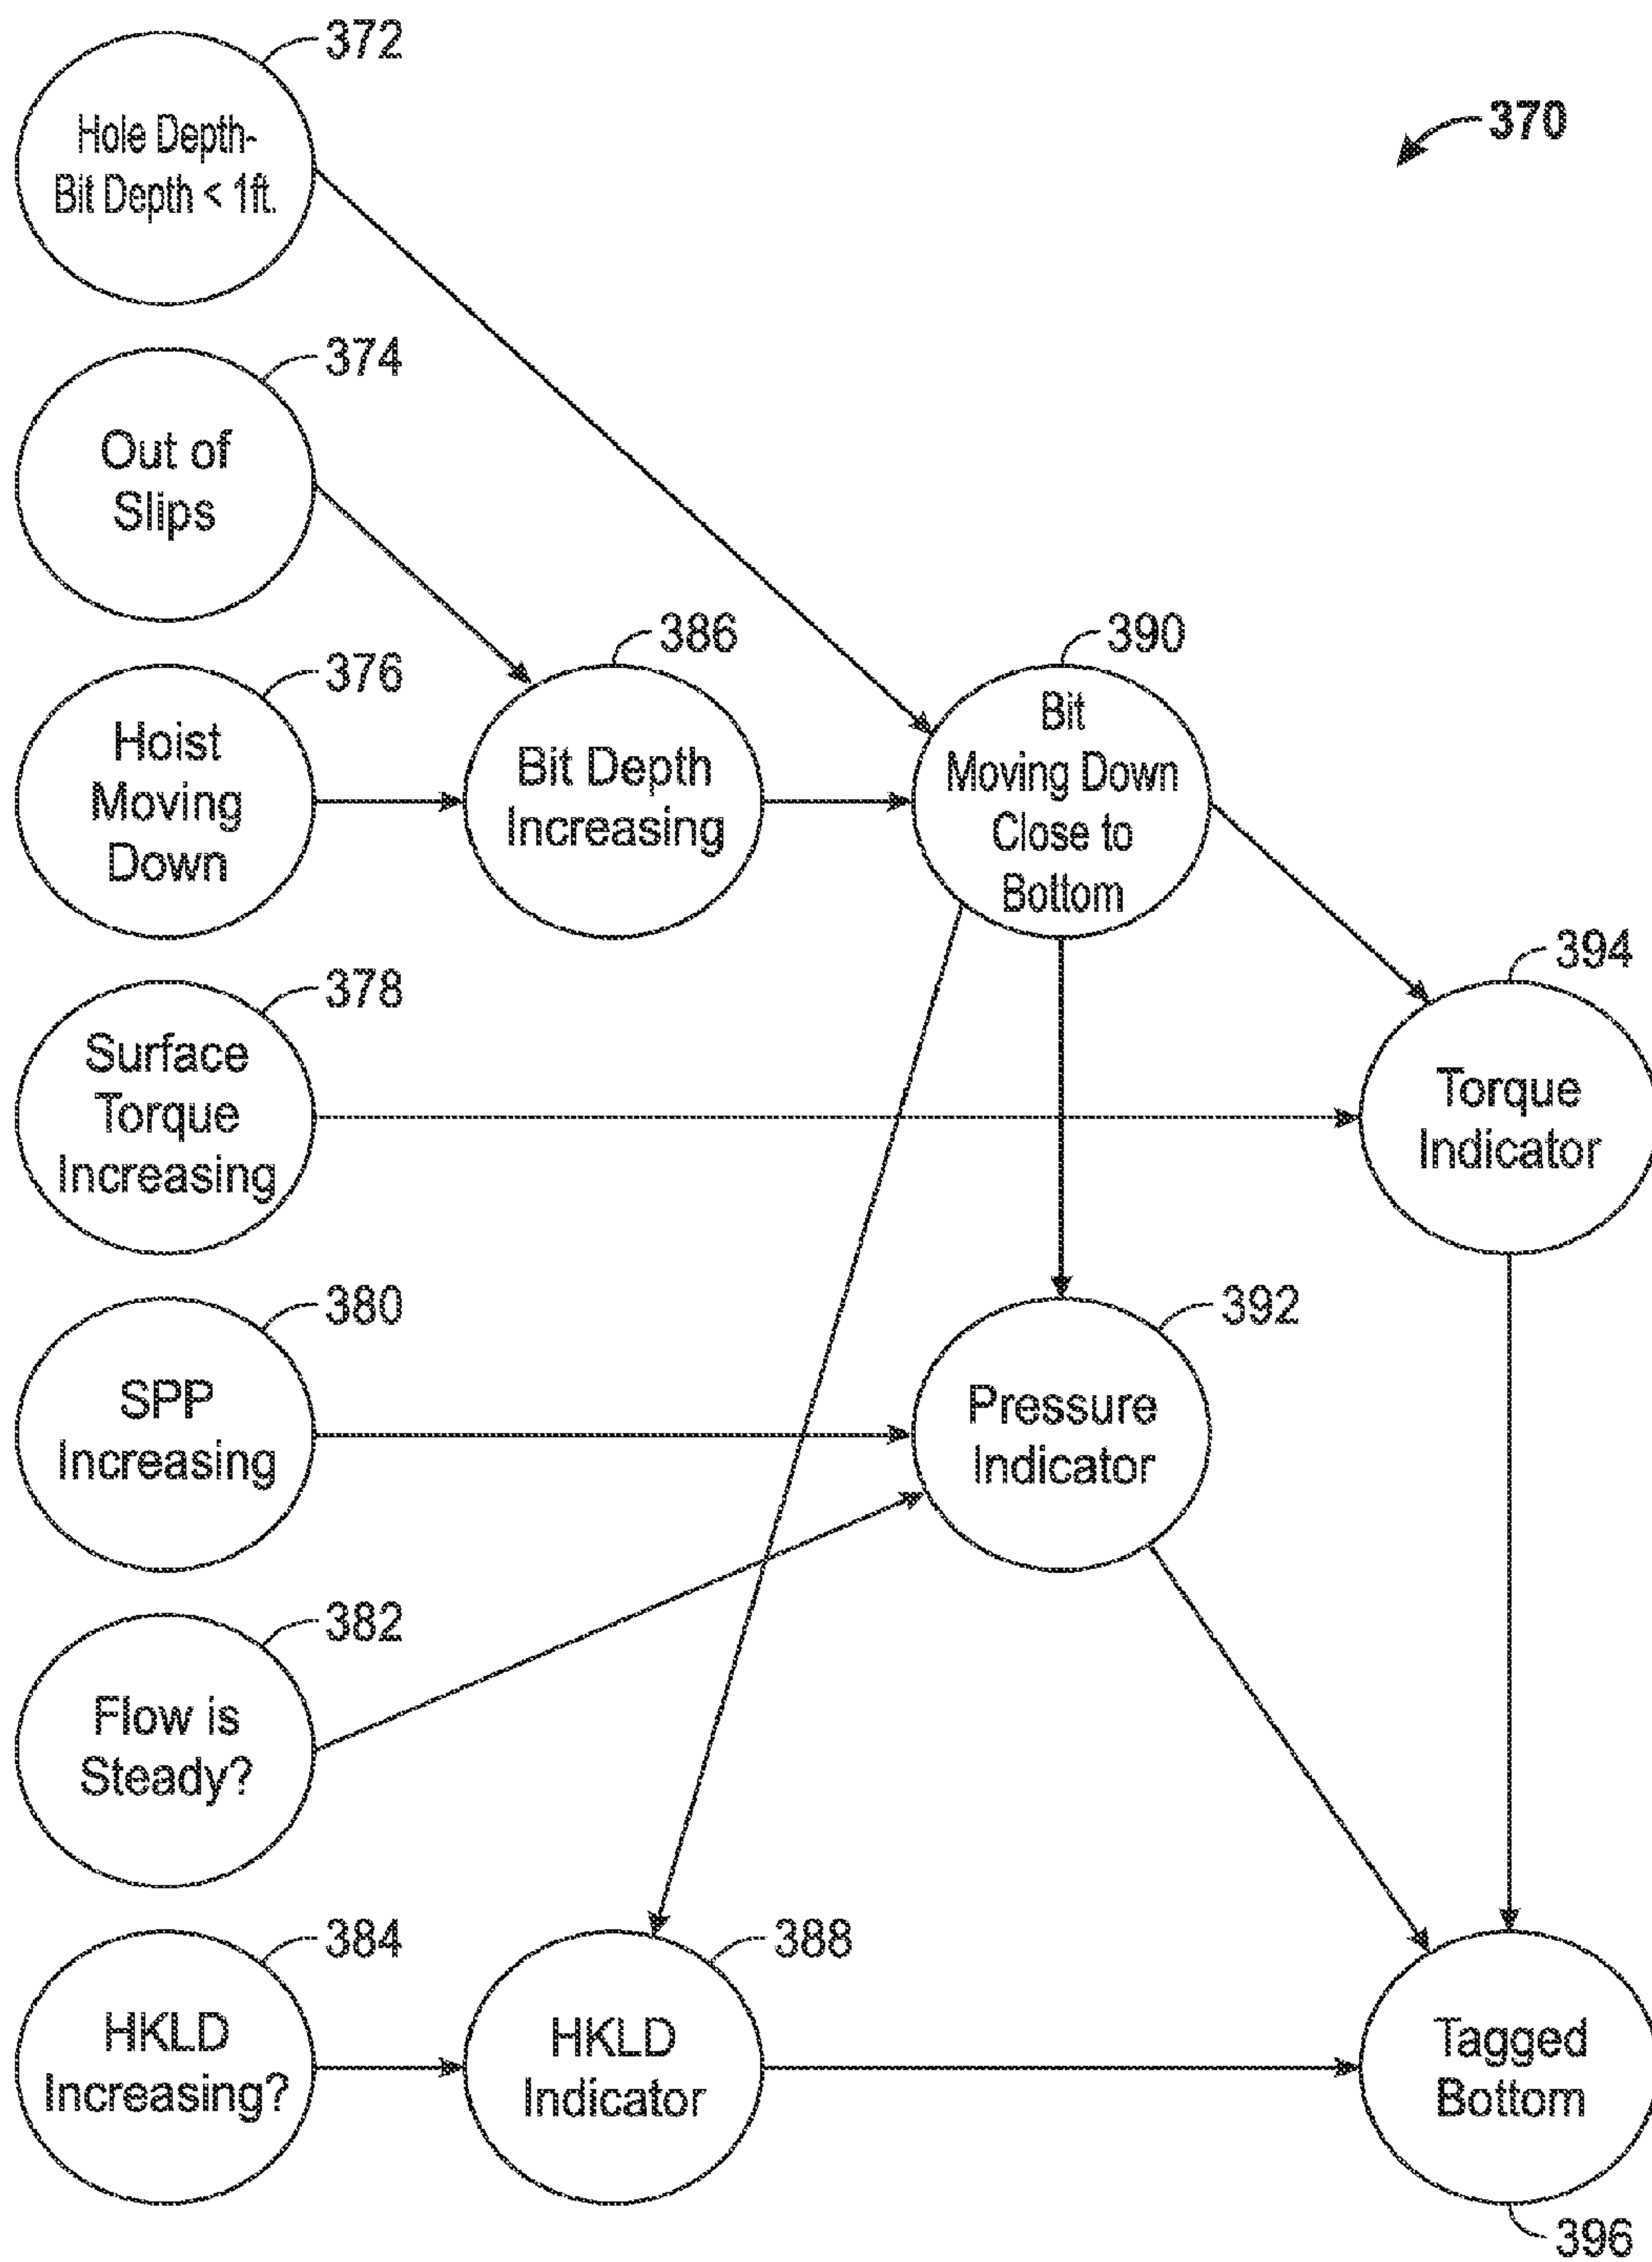 372
Hole Depth-
Bit Depth < 1ft.
370
374
Out of
Slips
376
Hoist
Moving
Down
386
Bit Depth
Increasing
390
Bit
Moving Down
Close to
Bottom
378
Surface
Torque
Increasing
394
Torque
Indicator
380
SPP
Increasing
392
Pressure
Indicator
382
Flow is
Steady?
384
HKLD
Increasing?
388
HKLD
Indicator
Tagged
Bottom
396